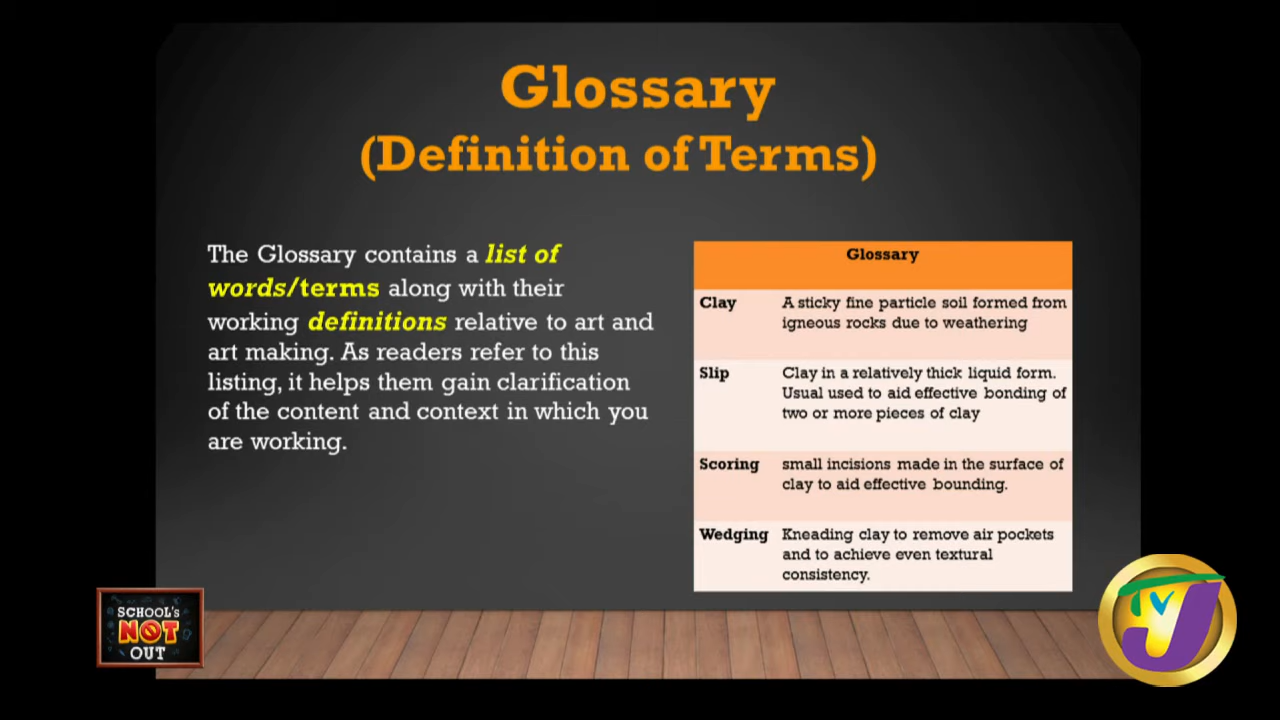 Glossary
(Definition of Terms)
The Glossary contains a list of
words/terms along with their
working definitions relative to art and
art making. As readers refer to this
listing, it helps them gain clarification
of the content and context in which you
are working.
Glossary
Clay A sticky fine particle soil formed from
igneous rocks due to weathering
Slip Clay in a relatively thick liquid form.
Usual used to aid effective bonding of
two or more pieces of clay
Scoring small incisions made in the surface of
clay to aid effective bounding.
Wedging Kneading clay to remove air pockets
and to achieve even textural
consistency.
SCHOOL's
NOT
OUT
TVJ